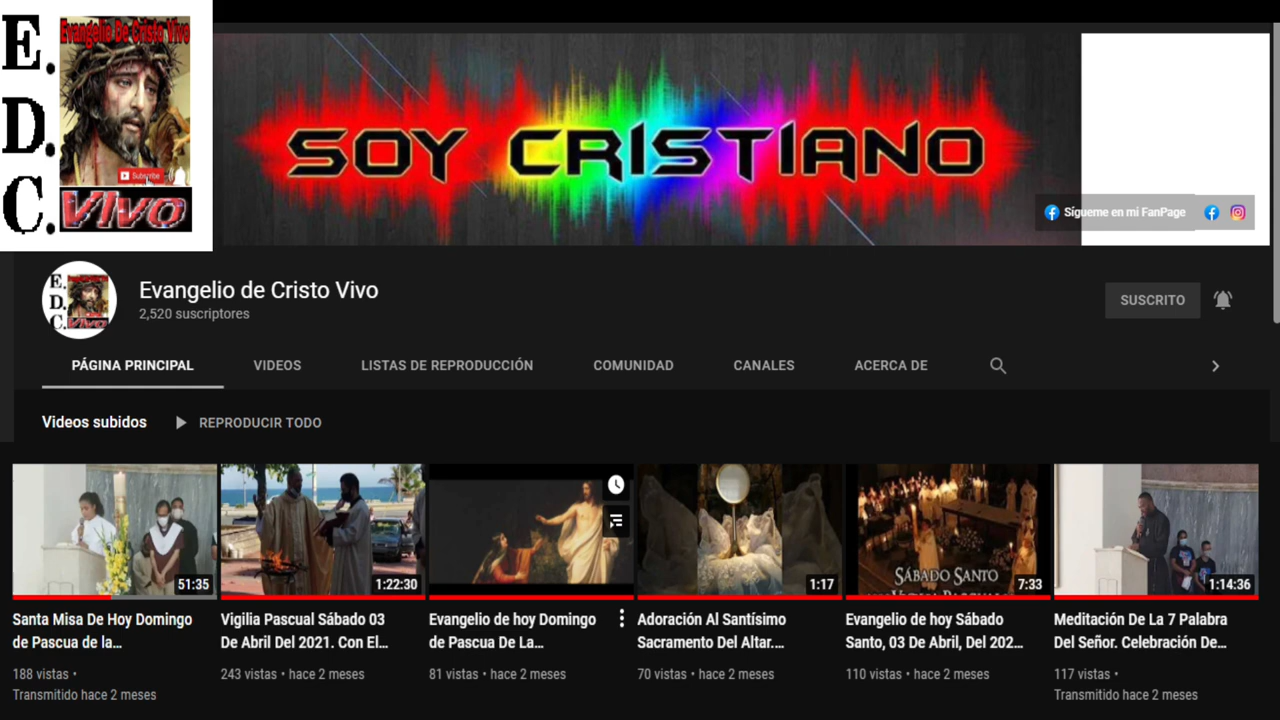 E.
D.
C.
Evangelio De Cristo Vivo
Subscribe
Vivo
SOY CRISTIANO
Sígueme en mi FanPage
E.
D.
C.
Vivo
Evangelio de Cristo Vivo
2,520 suscriptores
SUSCRITO
PÁGINA PRINCIPAL VIDEOS LISTAS DE REPRODUCCIÓN COMUNIDAD CANALES ACERCA DE
Videos subidos REPRODUCIR TODO
SÁBADO SANTO
51:35 1:22:30 1:17 7:33 1:14:36
Santa Misa De Hoy Domingo
de Pascua de la...
188 vistas •
Transmitido hace 2 meses
Vigilia Pascual Sábado 03
De Abril Del 2021. Con El...
243 vistas • hace 2 meses
Evangelio de hoy Domingo
de Pascua De La...
81 vistas • hace 2 meses
Adoración Al Santísimo
Sacramento Del Altar....
70 vistas • hace 2 meses
Evangelio de hoy Sábado
Santo, 03 De Abril, Del 202...
110 vistas • hace 2 meses
Meditación De La 7 Palabra
Del Señor. Celebración De...
117 vistas •
Transmitido hace 2 meses